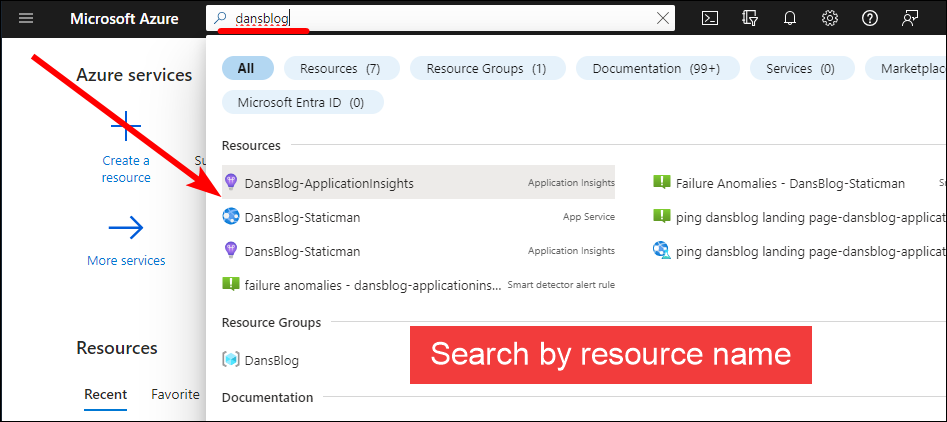 Microsoft Azure
dansblog
All
Resources (7)
Resource Groups (1)
Documentation (99+)
Services (0)
Marketplac
Microsoft Entra ID (0)
Azure services
Create a
resource
Su
More services
Resources
DansBlog-ApplicationInsights Application Insights
DansBlog-Staticman App Service
DansBlog-Staticman Application Insights
failure anomalies - dansblog-applicationins... Smart detector alert rule
Failure Anomalies - DansBlog-Staticman
ping dansblog landing page-dansblog-applicat
ping dansblog landing page-dansblog-applicat
Resource Groups
DansBlog
Documentation
Search by resource name
Resources
Recent
Favorite